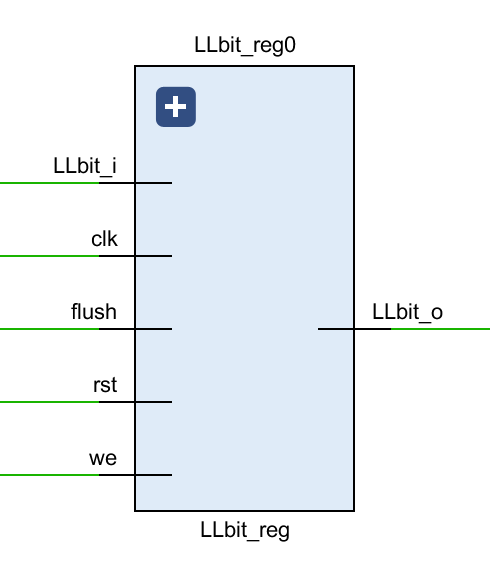 LLbit_reg0
LLbit_i
clk
flush
LLbit_o
rst
we
LLbit_reg